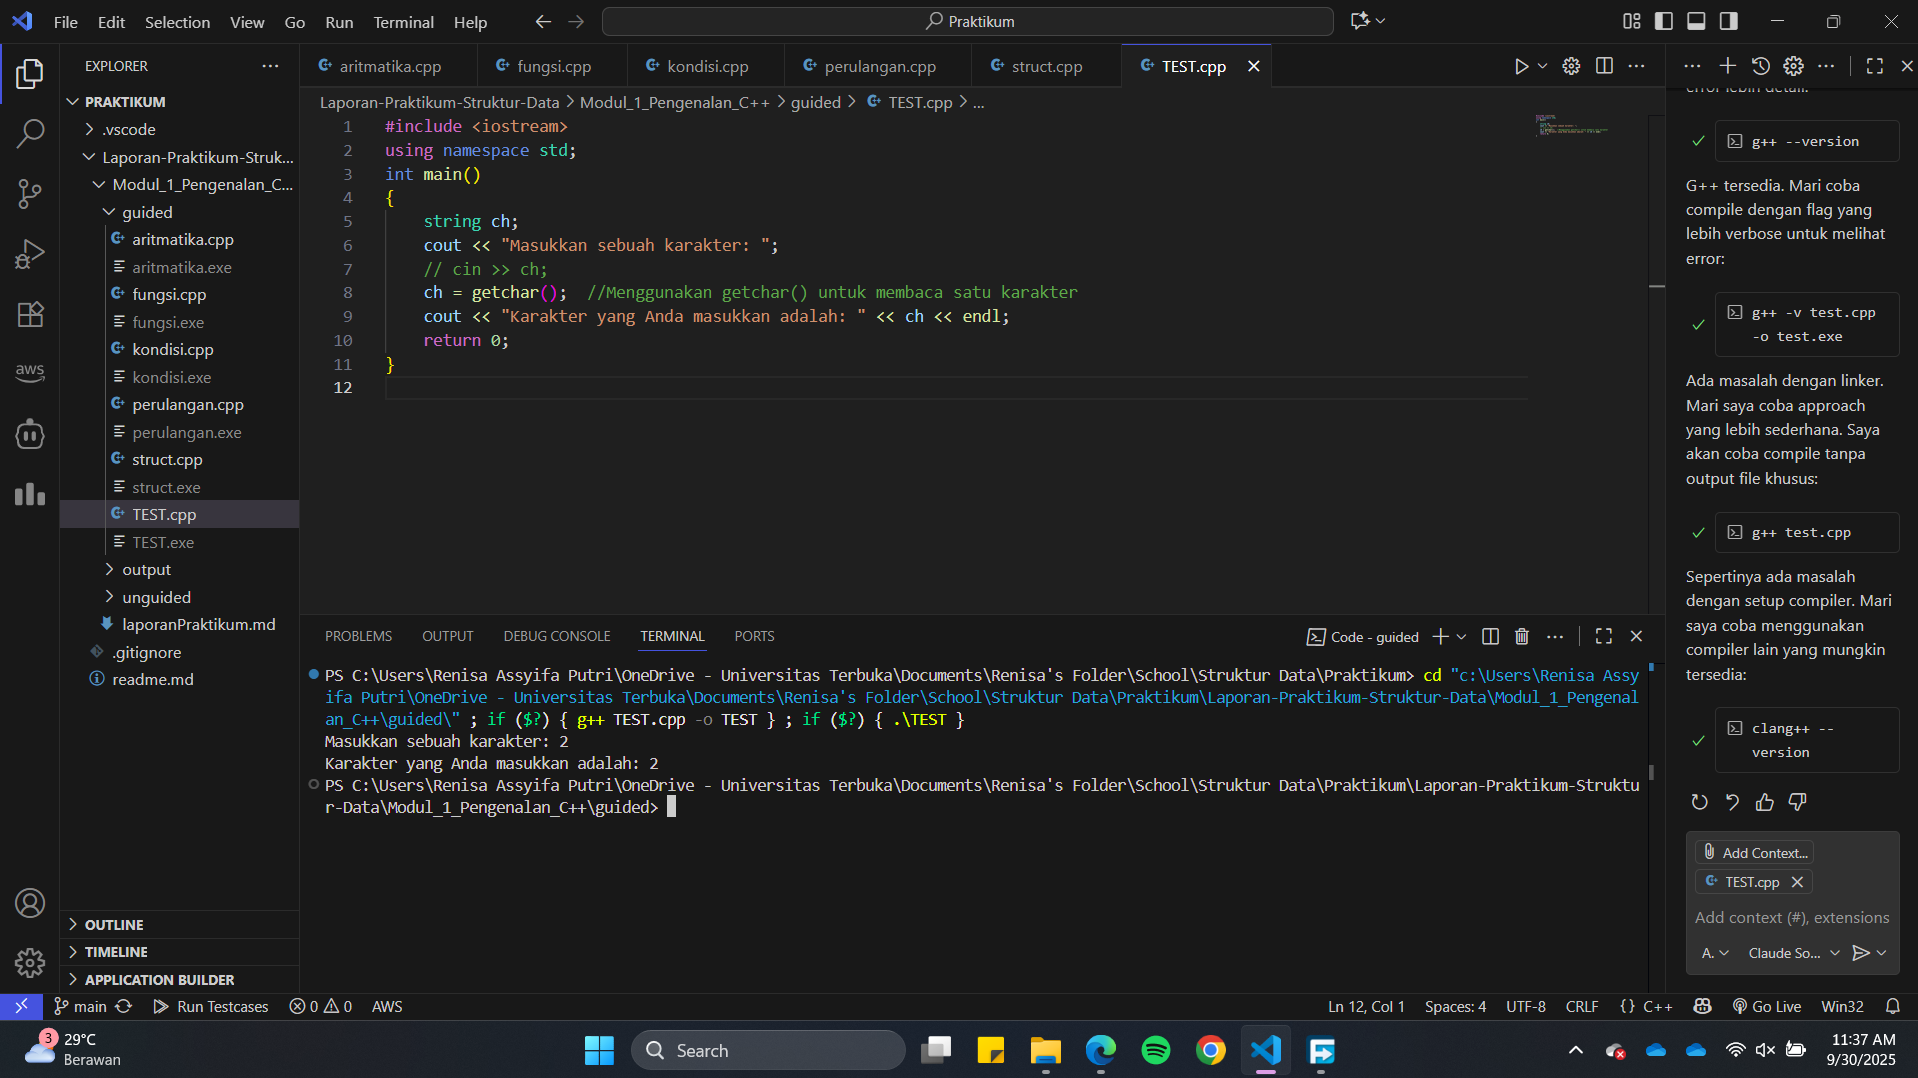 File Edit Selection View Go Run Terminal Help
Praktikum
EXPLORER
PRAKTIKUM
.vscode
Laporan-Praktikum-Struk...
Modul_1_Pengenalan_C...
guided
aritmatika.cpp
aritmatika.exe
fungsi.cpp
fungsi.exe
kondisi.cpp
kondisi.exe
perulangan.cpp
perulangan.exe
struct.cpp
struct.exe
TEST.cpp
TEST.exe
output
unguided
laporanPraktikum.md
.gitignore
readme.md
OUTLINE
TIMELINE
APPLICATION BUILDER
aws
aritmatika.cpp fungsi.cpp kondisi.cpp perulangan.cpp struct.cpp TEST.cpp
Laporan-Praktikum-Struktur-Data > Modul_1_Pengenalan_C++ > guided > TEST.cpp > ...
1 #include <iostream>
2 using namespace std;
3 int main()
4 {
5 string ch;
6 cout << "Masukkan sebuah karakter: ";
7 // cin >> ch;
8 ch = getchar(); //Menggunakan getchar() untuk membaca satu karakter
9 cout << "Karakter yang Anda masukkan adalah: " << ch << endl;
10 return 0;
11 }
12
PROBLEMS OUTPUT DEBUG CONSOLE TERMINAL PORTS
Code - guided
PS C:\Users\Renisa Assyifa Putri\OneDrive - Universitas Terbuka\Documents\Renisa's Folder\School\Struktur Data\Praktikum> cd "c:\Users\Renisa Assy
ifa Putri\OneDrive - Universitas Terbuka\Documents\Renisa's Folder\School\Struktur Data\Praktikum\Laporan-Praktikum-Struktur-Data\Modul_1_Pengenal
an_C++\guided\" ; if ($?) { g++ TEST.cpp -o TEST } ; if ($?) { .\TEST }
Masukkan sebuah karakter: 2
Karakter yang Anda masukkan adalah: 2
PS C:\Users\Renisa Assyifa Putri\OneDrive - Universitas Terbuka\Documents\Renisa's Folder\School\Struktur Data\Praktikum\Laporan-Praktikum-Struktu
r-Data\Modul_1_Pengenalan_C++\guided>
error lebih detail.
g++ --version
G++ tersedia. Mari coba
compile dengan flag yang
lebih verbose untuk melihat
error:
g++ -v test.cpp
-o test.exe
Ada masalah dengan linker.
Mari saya coba approach
yang lebih sederhana. Saya
akan coba compile tanpa
output file khusus:
g++ test.cpp
Sepertinya ada masalah
dengan setup compiler. Mari
saya coba menggunakan
compiler lain yang mungkin
tersedia:
clang++ --
version
Add Context...
TEST.cpp
Add context (#), extensions
A. Claude So...
main Run Testcases 0 0 AWS
Ln 12, Col 1 Spaces: 4 UTF-8 CRLF {} C++ Go Live Win32
3
29°C
Berawan
Search
11:37 AM
9/30/2025